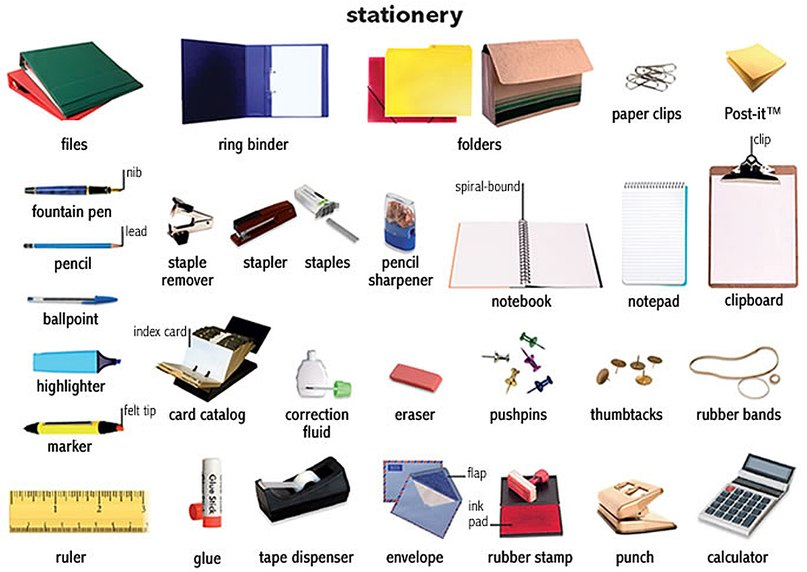 stationery
files
ring binder
folders
paper clips
Post-it™
clip
nib
fountain pen
lead
pencil
ballpoint
staple
remover
stapler
staples
pencil
sharpener
spiral-bound
notebook
notepad
clipboard
highlighter
felt tip
marker
index card
card catalog
correction
fluid
eraser
pushpins
thumbtacks
rubber bands
ruler
Glue Stick
glue
tape dispenser
flap
envelope
ink
pad
rubber stamp
punch
calculator